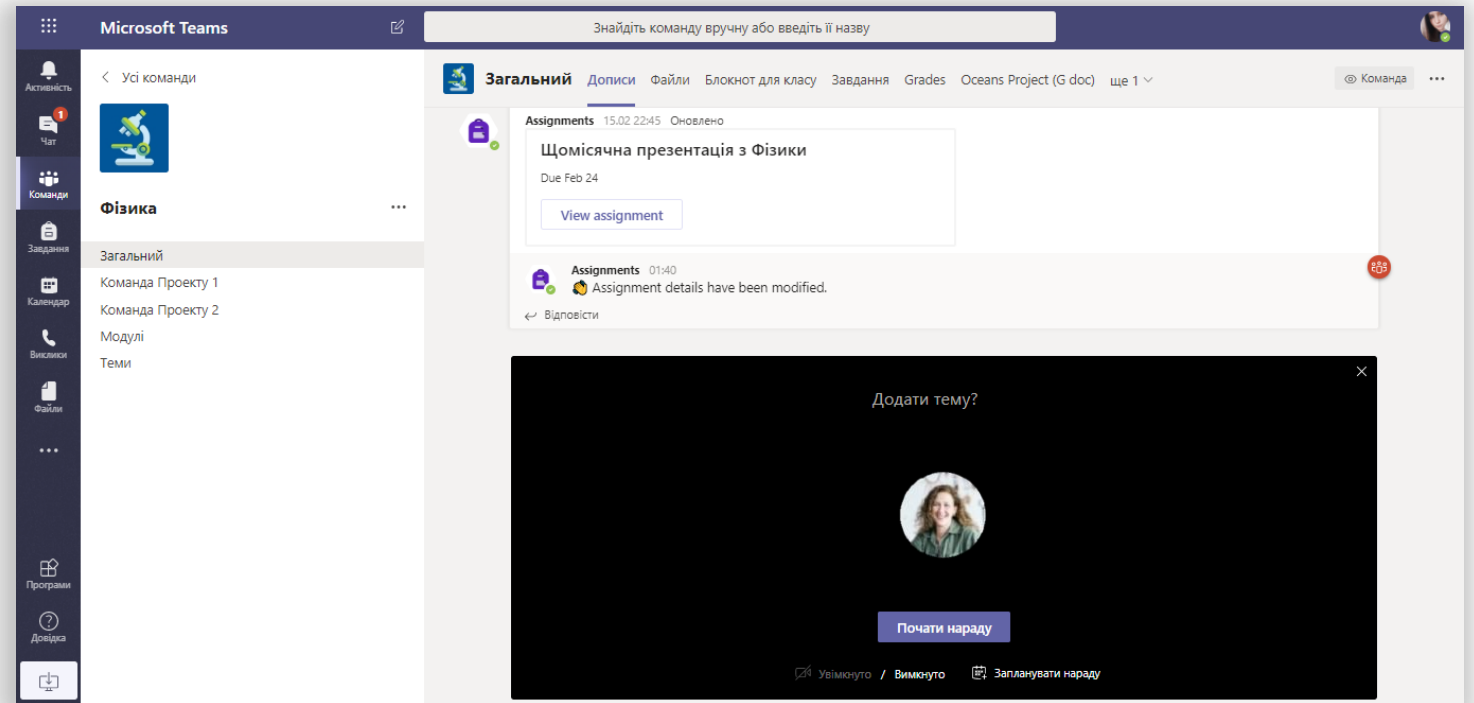 Microsoft Teams
Знайдіть команду вручну або введіть її назву
Активність
1
Чат
Команди
Завдання
Календар
Виклики
Файли
Програми
Довідка
Усі команди
Фізика
Загальний
Команда Проекту 1
Команда Проекту 2
Модулі
Теми
Загальний Дописи Файли Блокнот для класу Завдання Grades Oceans Project (G doc) ще 1
Команда
Assignments 15.02 22:45 Оновлено
Щомісячна презентація з Фізики
Due Feb 24
View assignment
Assignments 01:40
Assignment details have been modified.
Відповісти
Додати тему?
Почати нараду
Увімкнуто / Вимкнуто Запланувати нараду